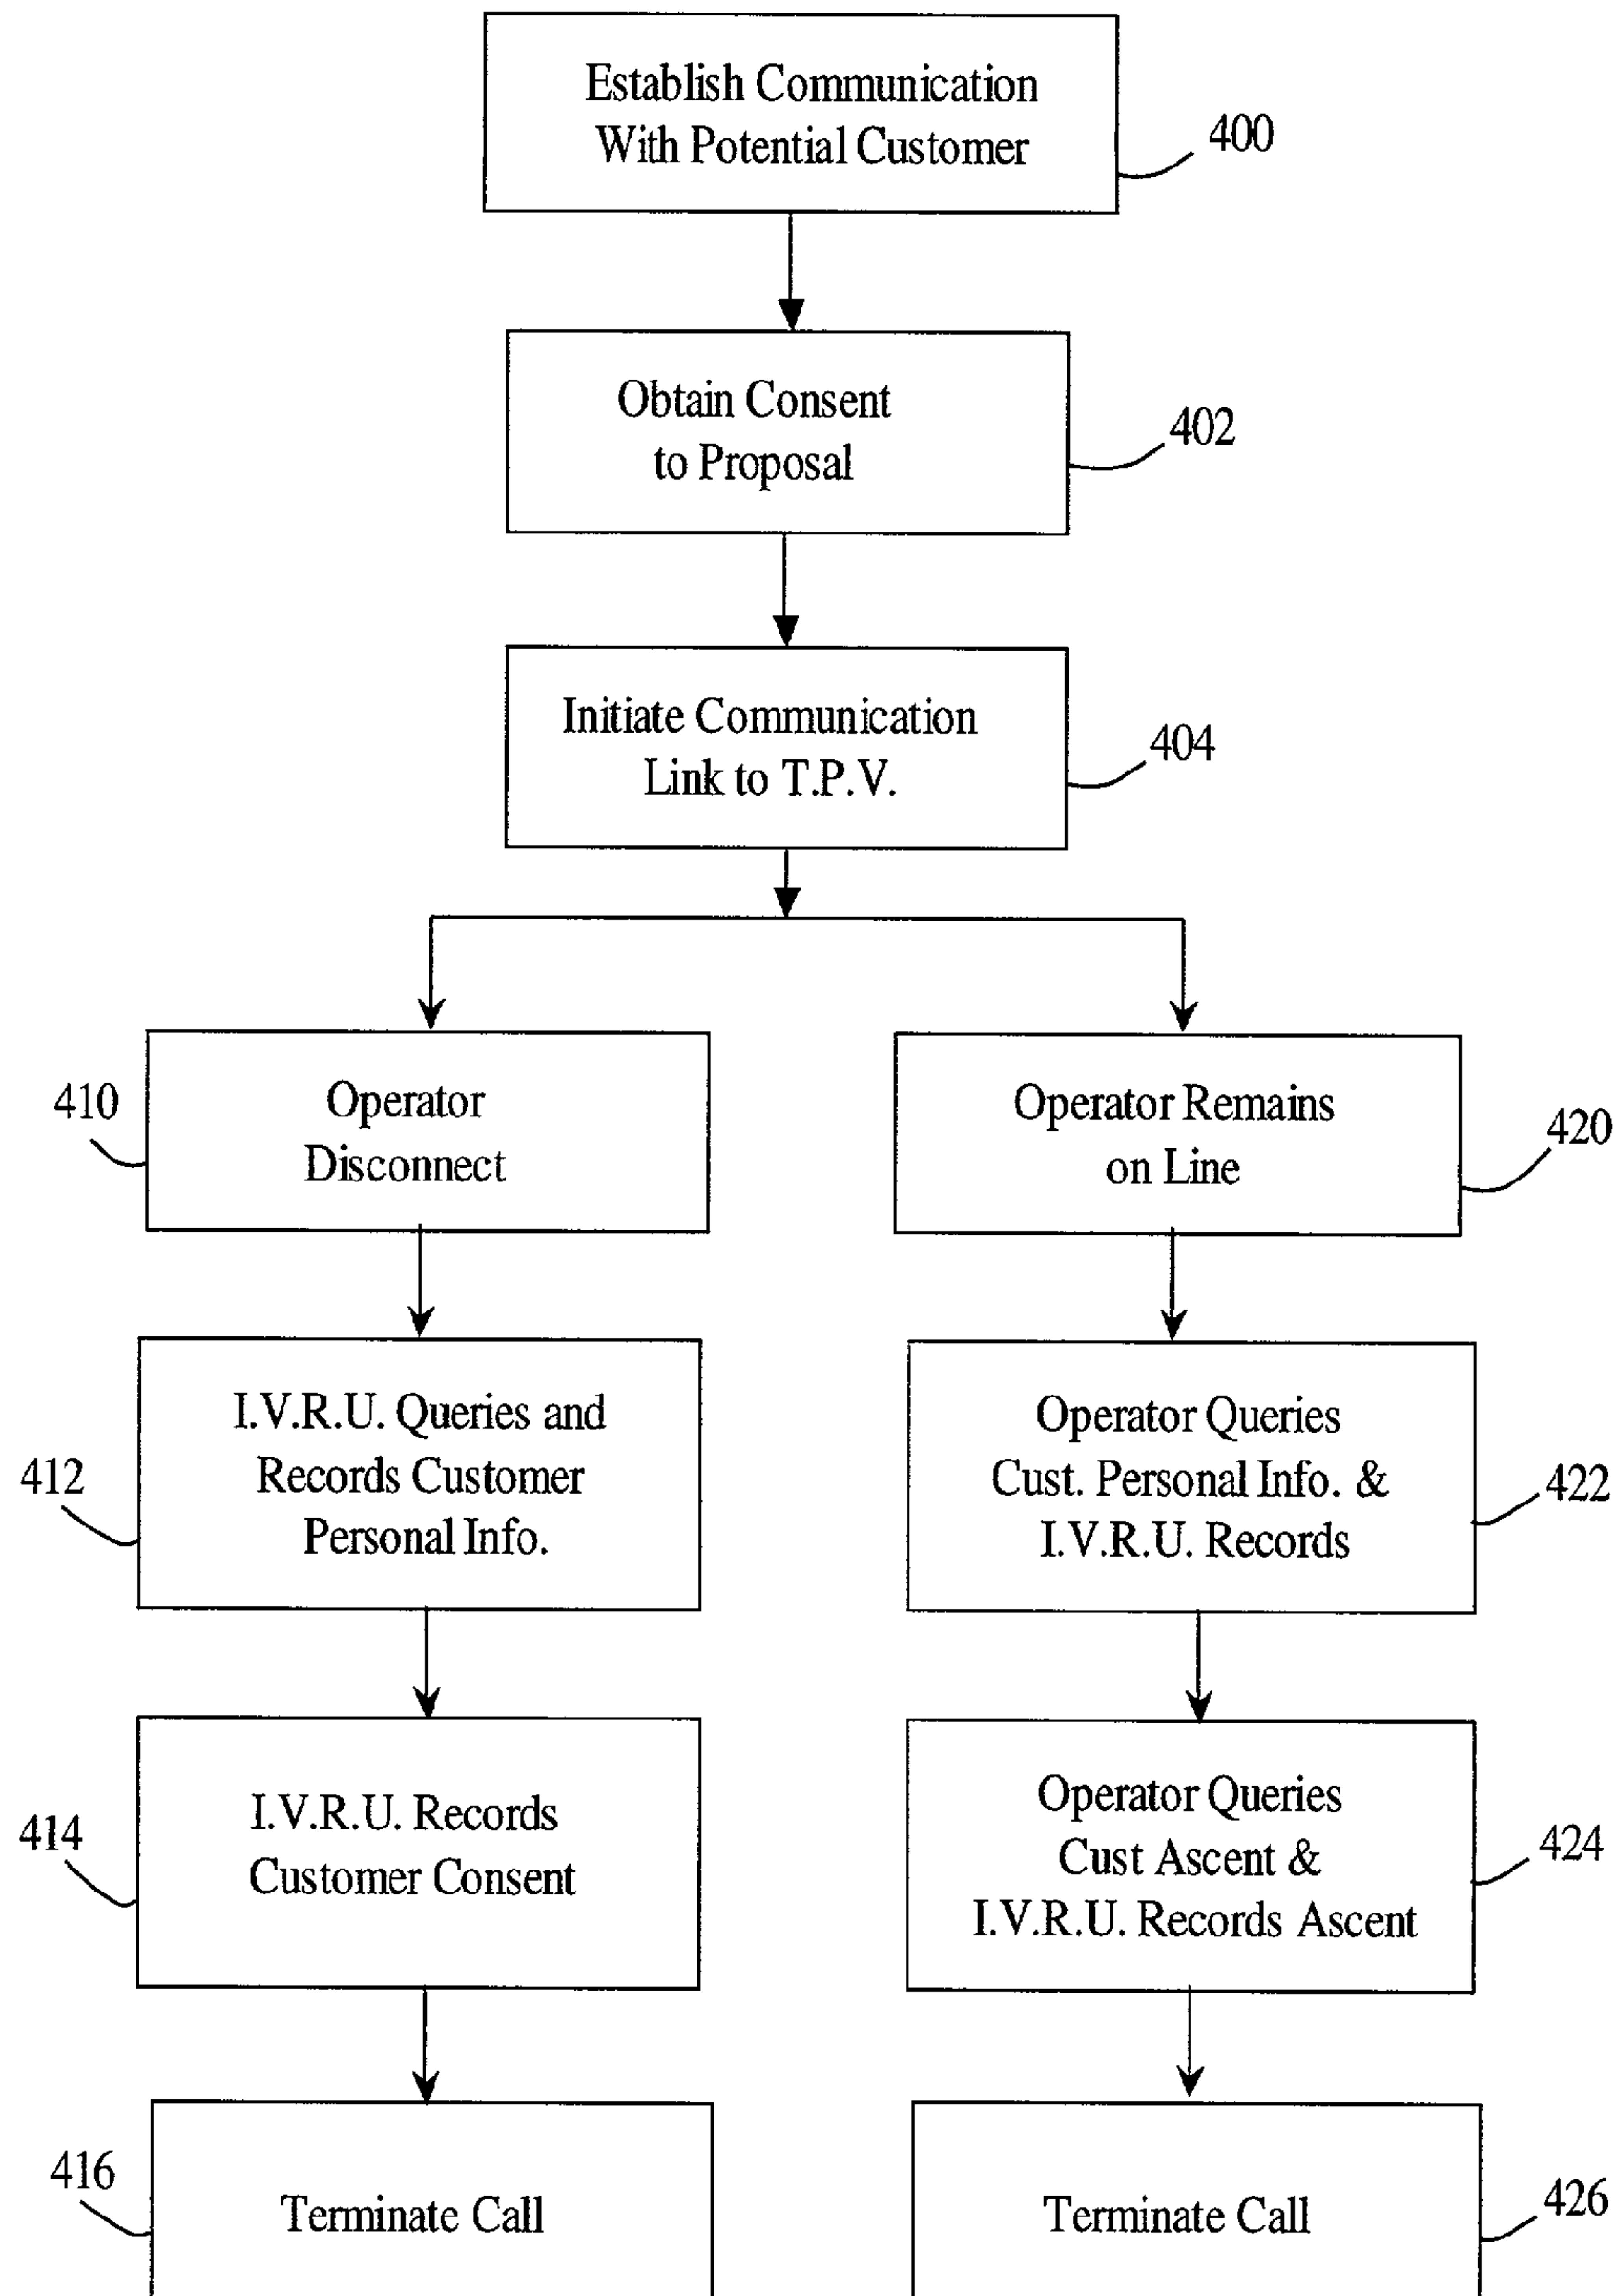 Establish Communication
With Potential Customer
400
Obtain Consent
to Proposal
402
Initiate Communication
Link to T.P.V.
404
410
Operator
Disconnect
Operator Remains
on Line
420
412
I.V.R.U. Queries and
Records Customer
Personal Info.
Operator Queries
Cust. Personal Info. &
I.V.R.U. Records
422
414
I.V.R.U. Records
Customer Consent
Operator Queries
Cust Ascent &
I.V.R.U. Records Ascent
424
416
Terminate Call
Terminate Call
426